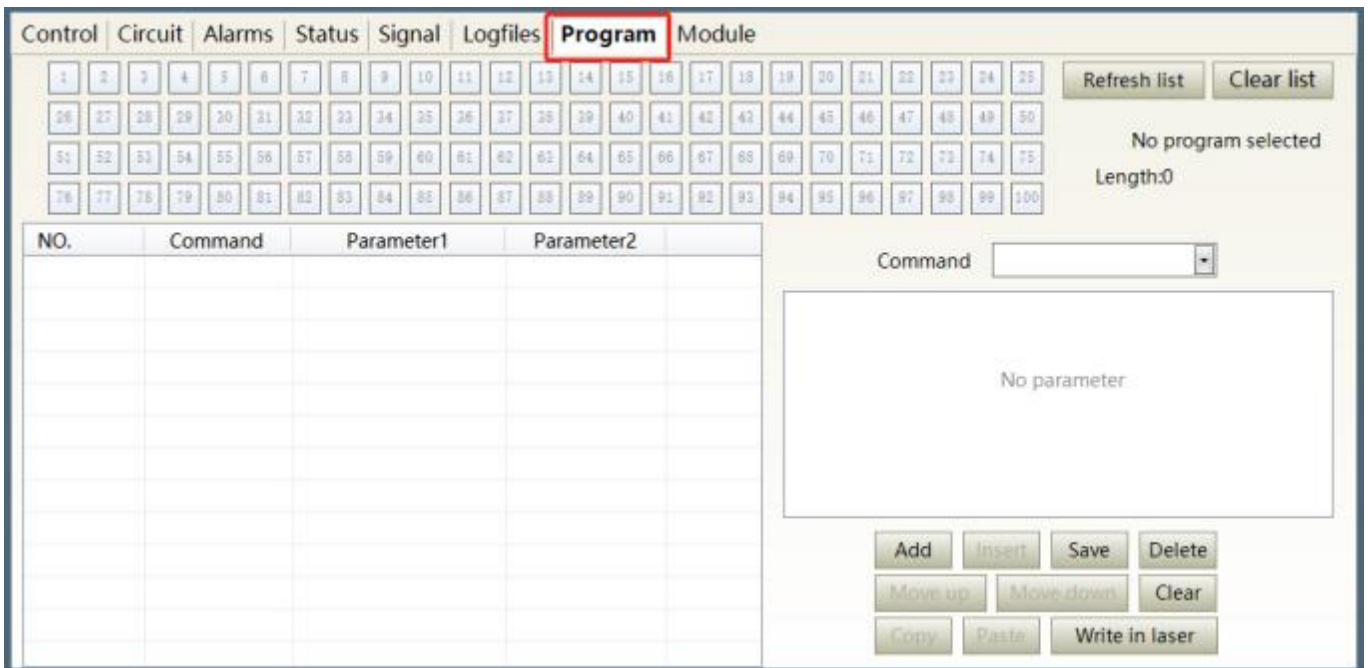 Control Circuit Alarms Status Signal Logfiles Program Module
1 2 3 4 5 6 7 8 9 10 11 12 13 14 15 16 17 18 19 20 21 22 23 24 25 Refresh list Clear list
26 27 28 29 30 31 32 33 34 35 36 37 38 39 40 41 42 43 44 45 46 47 48 49 50
No program selected
51 52 53 54 55 56 57 58 59 60 61 62 63 64 65 66 67 68 69 70 71 72 73 74 75
Length:0
76 77 78 79 80 81 82 83 84 85 86 87 88 89 90 91 92 93 94 95 96 97 98 99 100
NO. Command Parameter1 Parameter2
Command
No parameter
Add Insert Save Delete
Move up Move down Clear
Copy Paste Write in laser